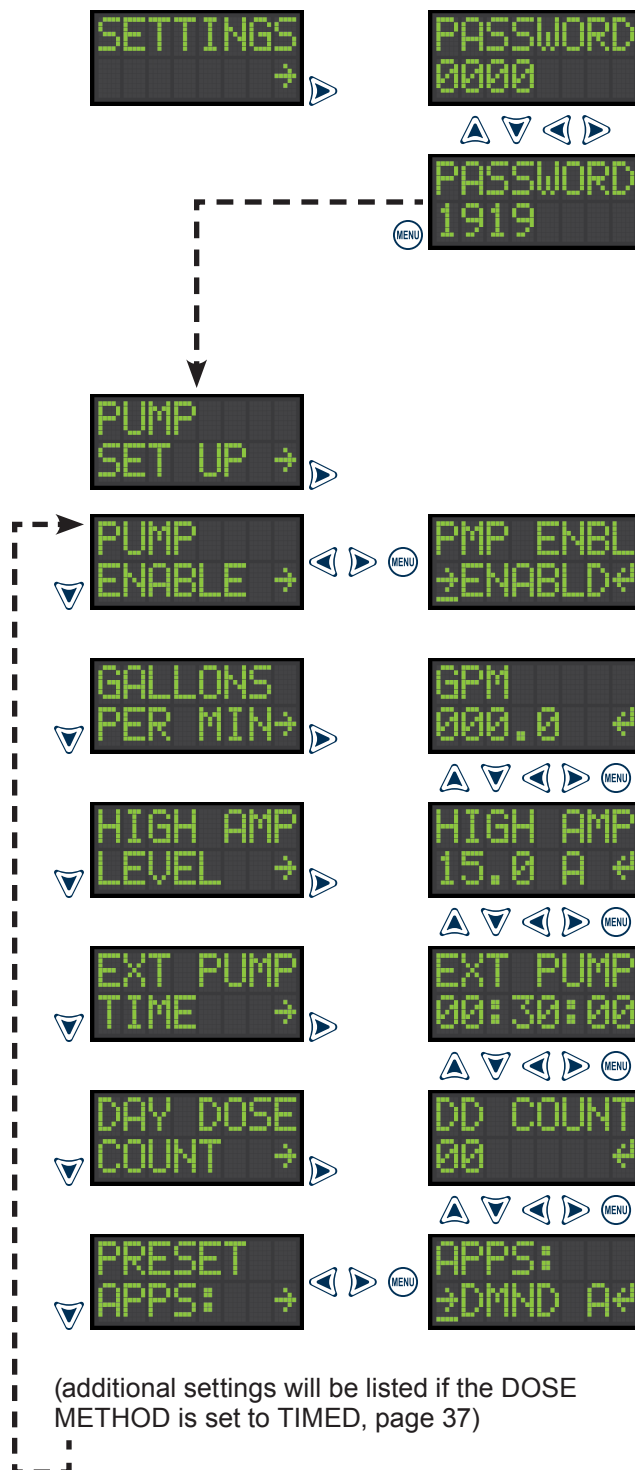 SETTINGS
→
PASSWORD
0000
PASSWORD
1919
MENU
PUMP
SET UP →
PUMP
ENABLE →
MENU
PMP ENBL
→ENABLD↵
GALLONS
PER MIN→
GPM
000.0 ↵
MENU
HIGH AMP
LEVEL →
HIGH AMP
15.0 A ↵
MENU
EXT PUMP
TIME →
EXT PUMP
00:30:00
MENU
DAY DOSE
COUNT →
DD COUNT
00 ↵
MENU
PRESET
APPS: →
MENU
APPS:
→DMND A↵
(additional settings will be listed if the DOSE
METHOD is set to TIMED, page 37)